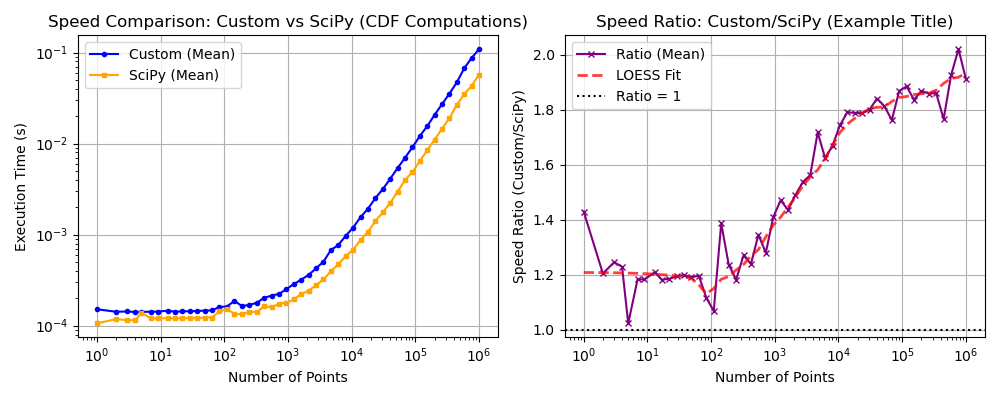 Speed Comparison: Custom vs SciPy (CDF Computations)
Custom (Mean)
SciPy (Mean)
Execution Time (s)
10⁻¹
10⁻²
10⁻³
10⁻⁴
10⁰ 10¹ 10² 10³ 10⁴ 10⁵ 10⁶
Number of Points
Speed Ratio: Custom/SciPy (Example Title)
Ratio (Mean)
LOESS Fit
Ratio = 1
Speed Ratio (Custom/SciPy)
2.0
1.8
1.6
1.4
1.2
1.0
10⁰ 10¹ 10² 10³ 10⁴ 10⁵ 10⁶
Number of Points